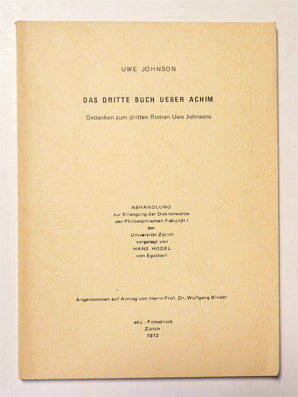 UWE JOHNSON
DAS DRITTE BUCH UEBER ACHIM
Gedanken zum dritten Roman Uwe Johnsons
ABHANDLUNG
zur Erlangung der Doktorwürde
der Philosophischen Fakultät I
der
Universität Zürich
vorgelegt von
HANS HODEL
von Egolzwil
Angenommen auf Antrag von Herrn Prof. Dr. Wolfgang Binder
aku - Fotodruck
Zürich
1972